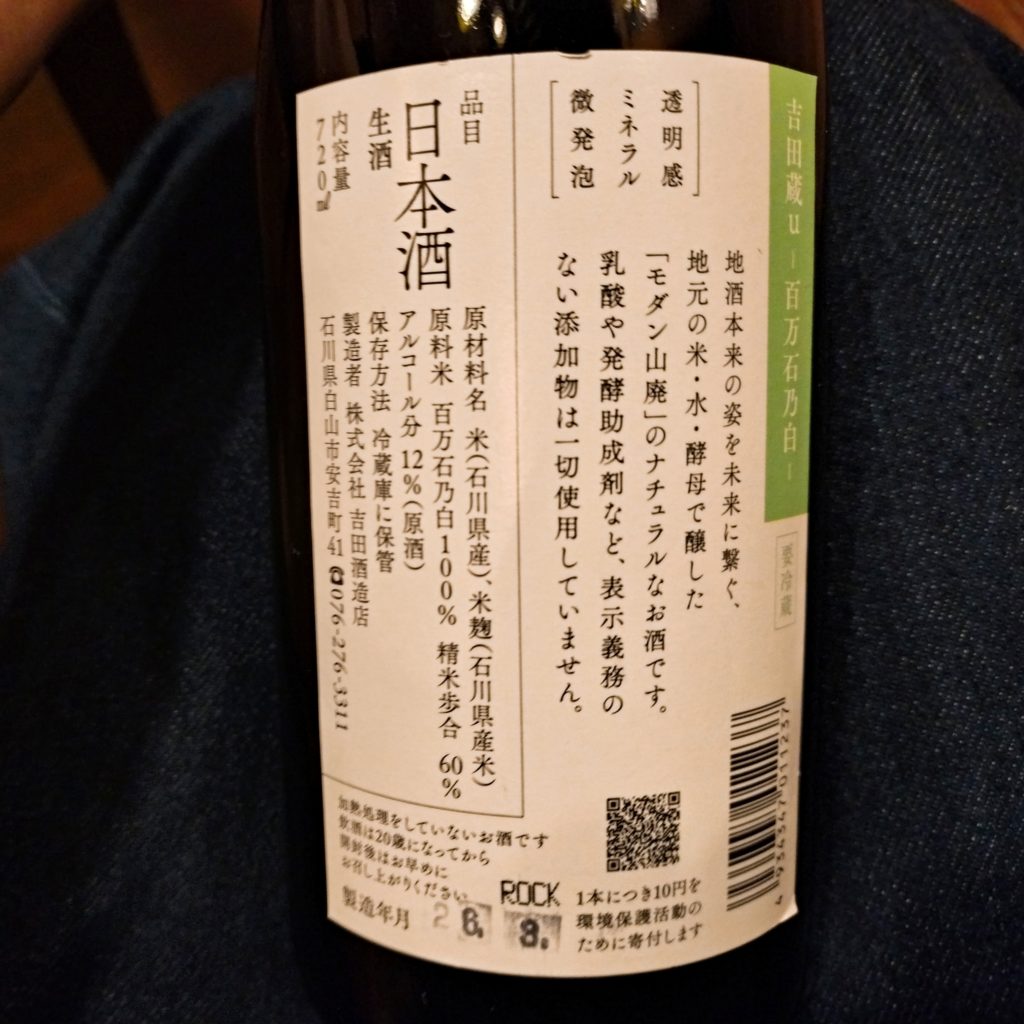 吉田蔵u －百万石乃白－
要冷蔵
透明感
ミネラル
微発泡
地酒本来の姿を未来に繋ぐ、
地元の米・水・酵母で醸した
「モダン山廃」のナチュラルなお酒です。
乳酸や発酵助成剤など、表示義務の
ない添加物は一切使用していません。
4 934547 011237
1本につき10円を
環境保護活動の
ために寄付します
品目
日本酒
生酒
内容量
720ml
原材料名 米(石川県産)、米麹(石川県産米)
原料米 百万石乃白100% 精米歩合 60%
アルコール分 12%(原酒)
保存方法 冷蔵庫に保管
製造者 株式会社 吉田酒造店
石川県白山市安吉町41 ☎076-276-3311
加熱処理をしていないお酒です
飲酒は20歳になってから
開封後はお早めに
お召し上がりください。
ROCK
製造年月 26. 3.